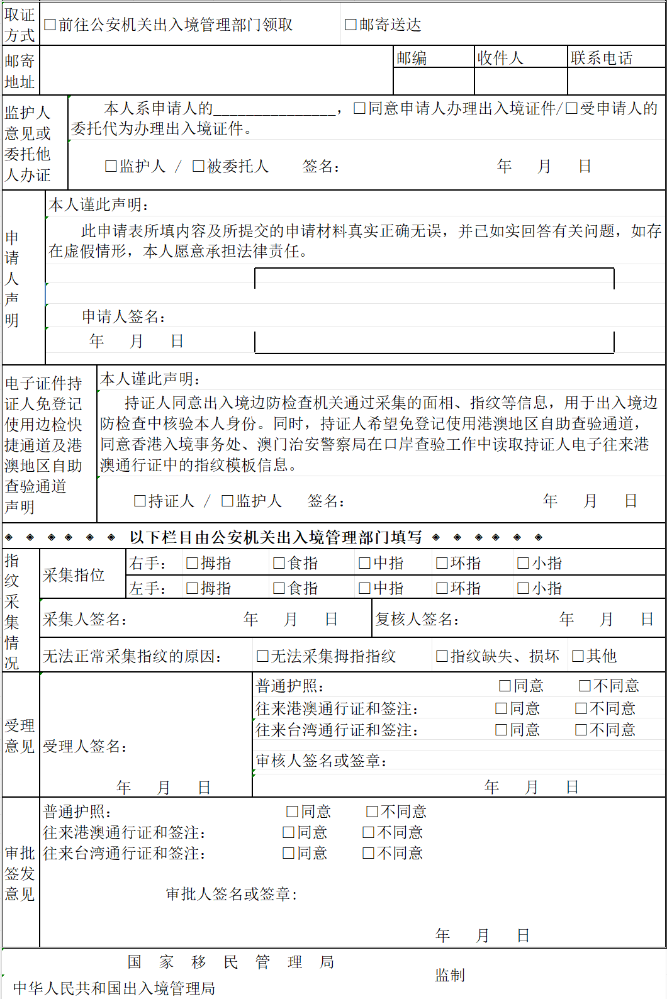 取证
方式
□前往公安机关出入境管理部门领取 □邮寄送达
邮寄
地址
邮编 收件人 联系电话
监护人
意见或
委托他
人办证
本人系申请人的_______________，□同意申请人办理出入境证件/□受申请人的
委托代为办理出入境证件。
□监护人 / □被委托人 签名： 年 月 日
申
请
人
声
明
本人谨此声明：
此申请表所填内容及所提交的申请材料真实正确无误，并已如实回答有关问题，如存
在虚假情形，本人愿意承担法律责任。
申请人签名：
年 月 日
电子证件持
证人免登记
使用边检快
捷通道及港
澳地区自助
查验通道
声明
本人谨此声明：
持证人同意出入境边防检查机关通过采集的面相、指纹等信息，用于出入境边
防检查中核验本人身份。同时，持证人希望免登记使用港澳地区自助查验通道，
同意香港入境事务处、澳门治安警察局在口岸查验工作中读取持证人电子往来港
澳通行证中的指纹模板信息。
□持证人 / □监护人 签名： 年 月 日
◈ ◈ ◈ ◈ ◈ ◈ 以下栏目由公安机关出入境管理部门填写 ◈ ◈ ◈ ◈ ◈ ◈
指
纹
采
集
情
况
采集指位
右手： □拇指 □食指 □中指 □环指 □小指
左手： □拇指 □食指 □中指 □环指 □小指
采集人签名： 年 月 日 复核人签名： 年 月 日
无法正常采集指纹的原因： □无法采集拇指指纹 □指纹缺失、损坏 □其他
受理
意见
受理人签名：
年 月 日
普通护照： □同意 □不同意
往来港澳通行证和签注： □同意 □不同意
往来台湾通行证和签注： □同意 □不同意
审核人签名或签章：
年 月 日
审批
签发
意见
普通护照： □同意 □不同意
往来港澳通行证和签注： □同意 □不同意
往来台湾通行证和签注： □同意 □不同意
审批人签名或签章：
年 月 日
国 家 移 民 管 理 局
监制
中华人民共和国出入境管理局